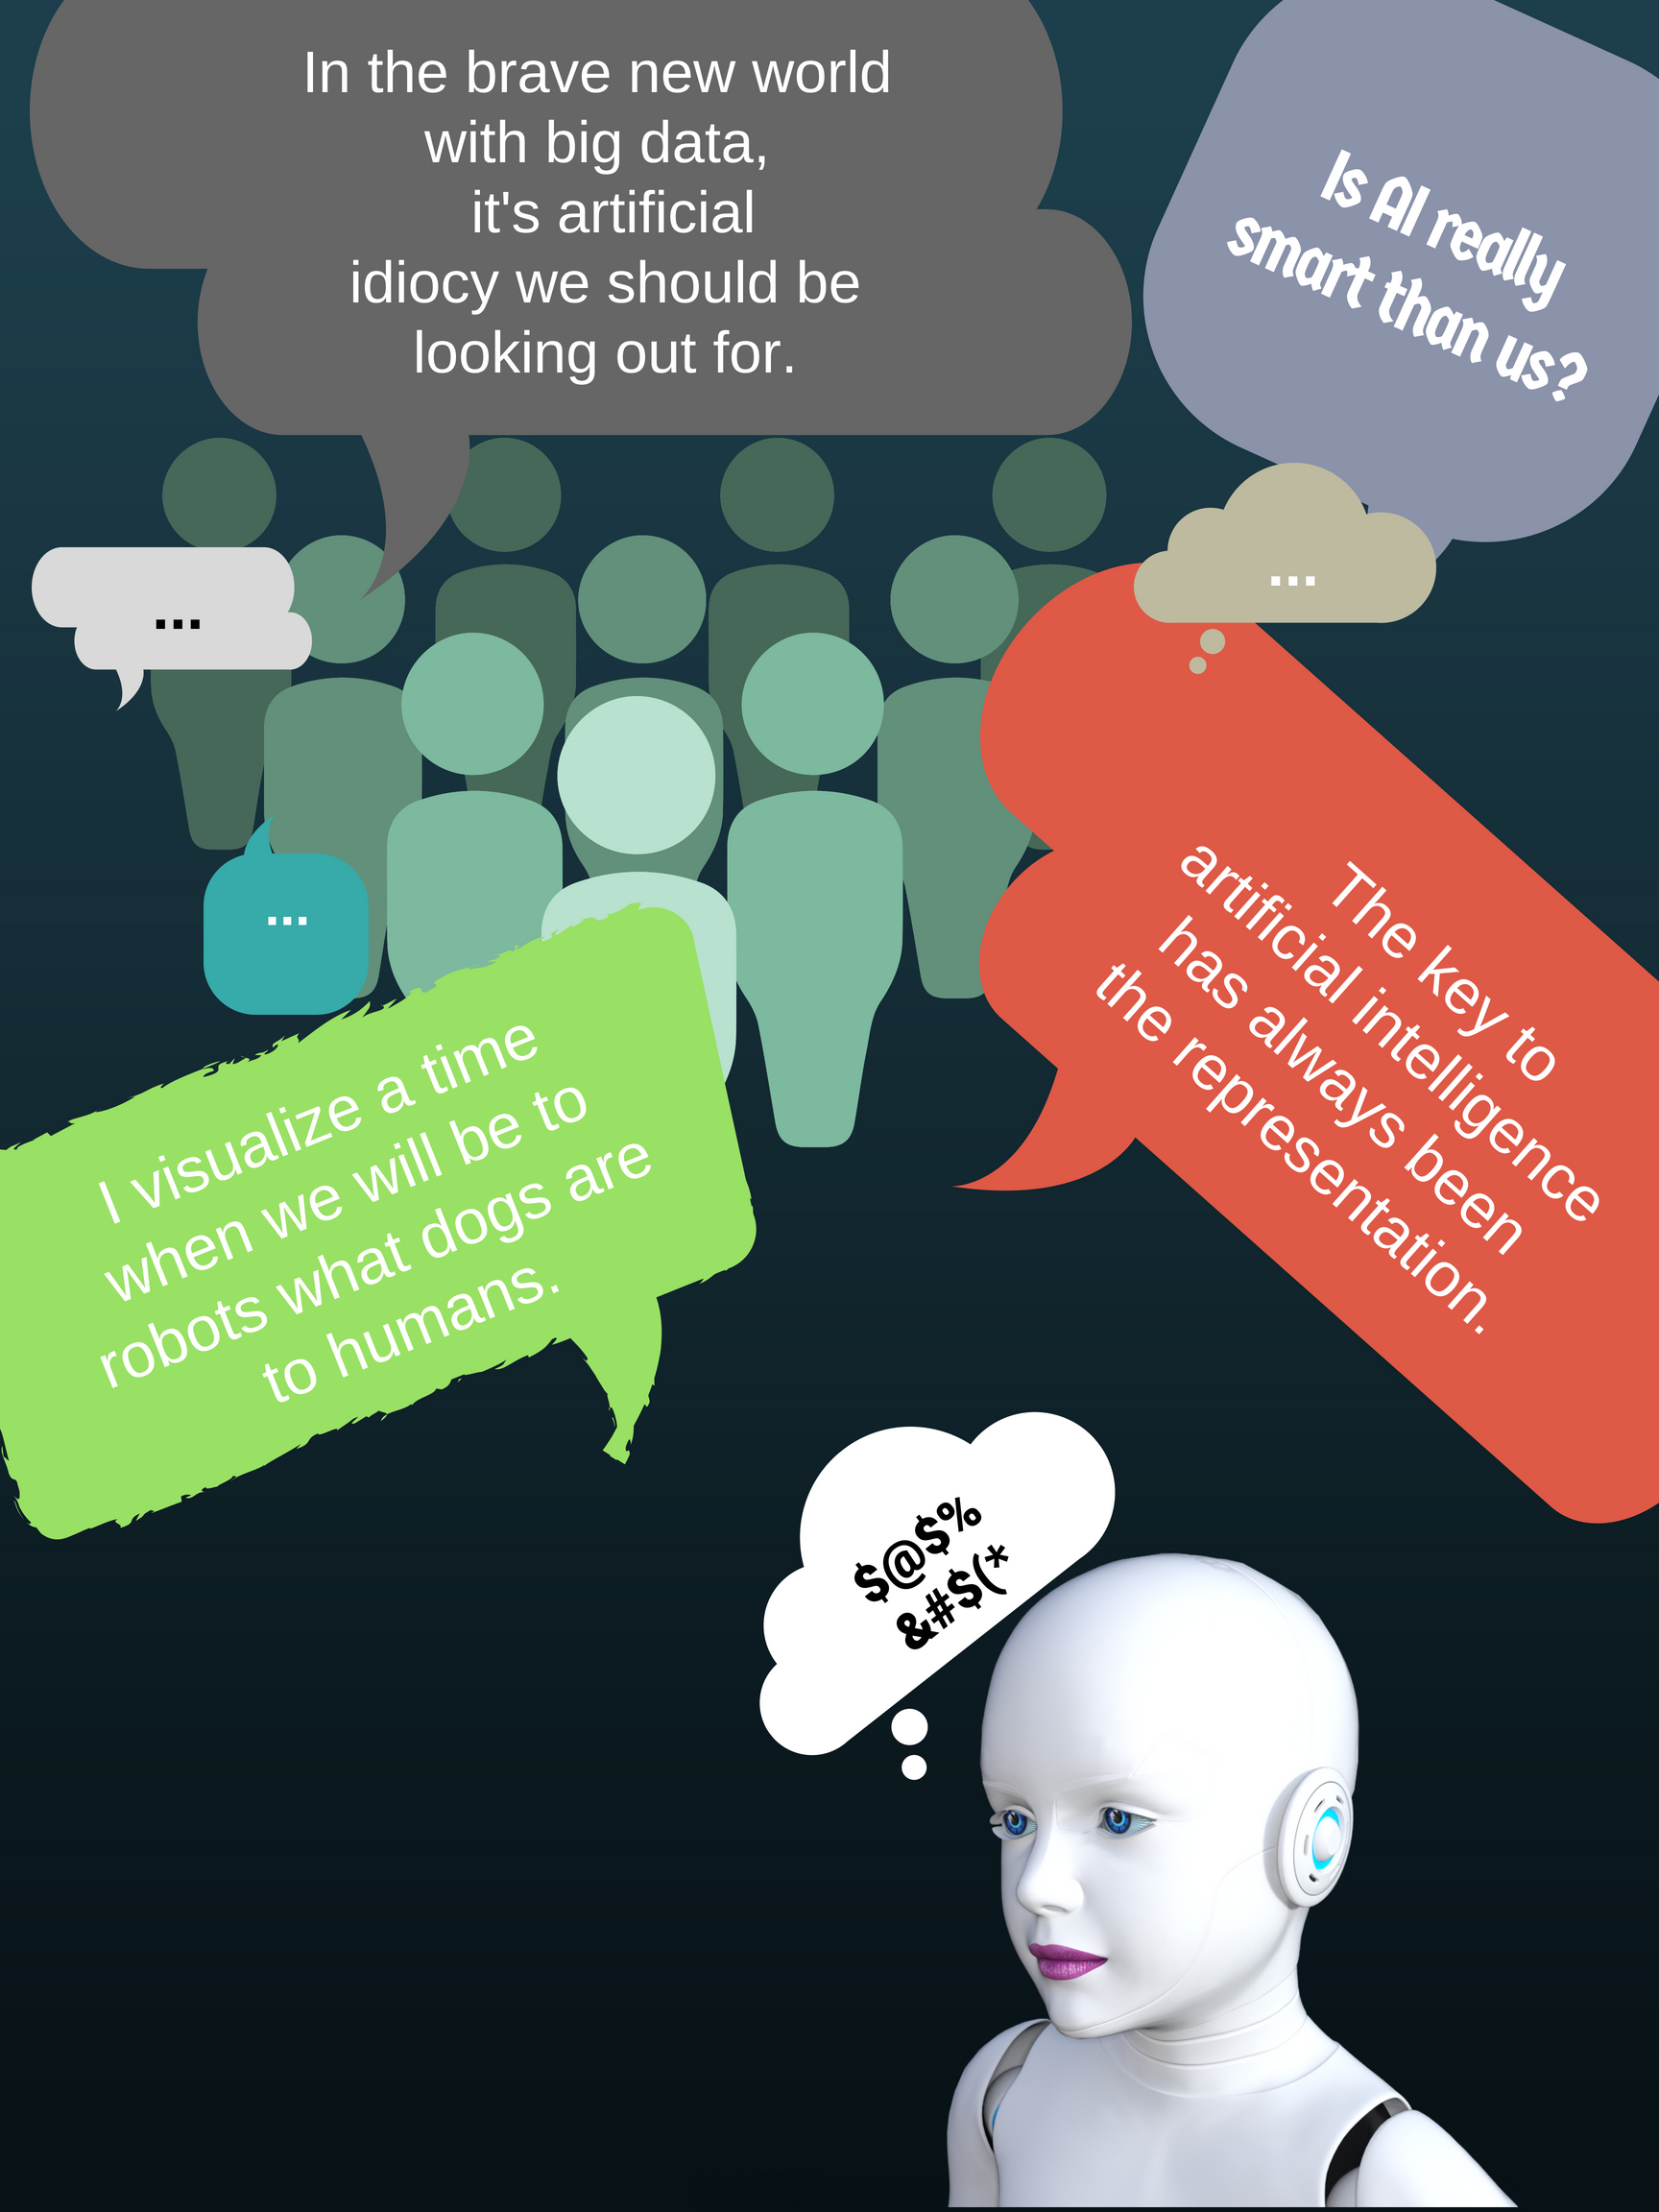 In the brave new world
with big data,
it's artificial
idiocy we should be
looking out for.
Is AI really
smart than us?
...
...
...
The key to
artificial intelligence
has always been
the representation.
I visualize a time
when we will be to
robots what dogs are
to humans.
$@$%
&#$(*